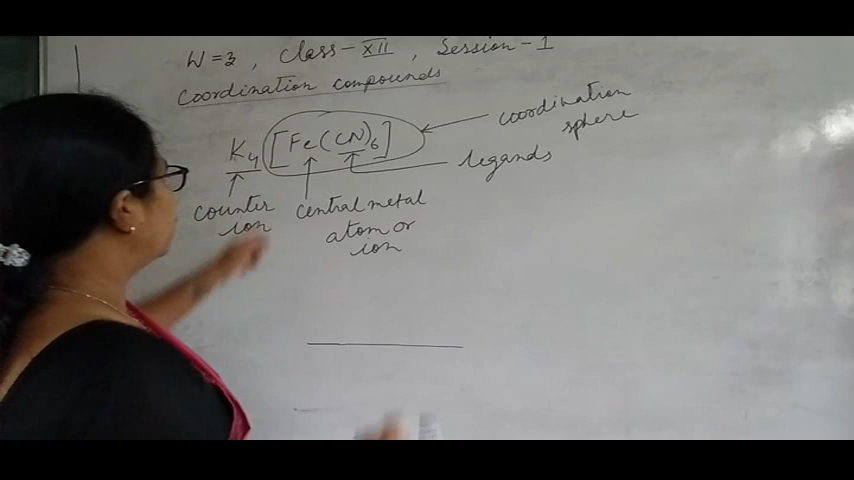 W=3, Class-XII, Session-1
Coordination compounds
K4[Fe(CN)6]
coordination
sphere
legands
counter
ion
central metal
atom or
ion